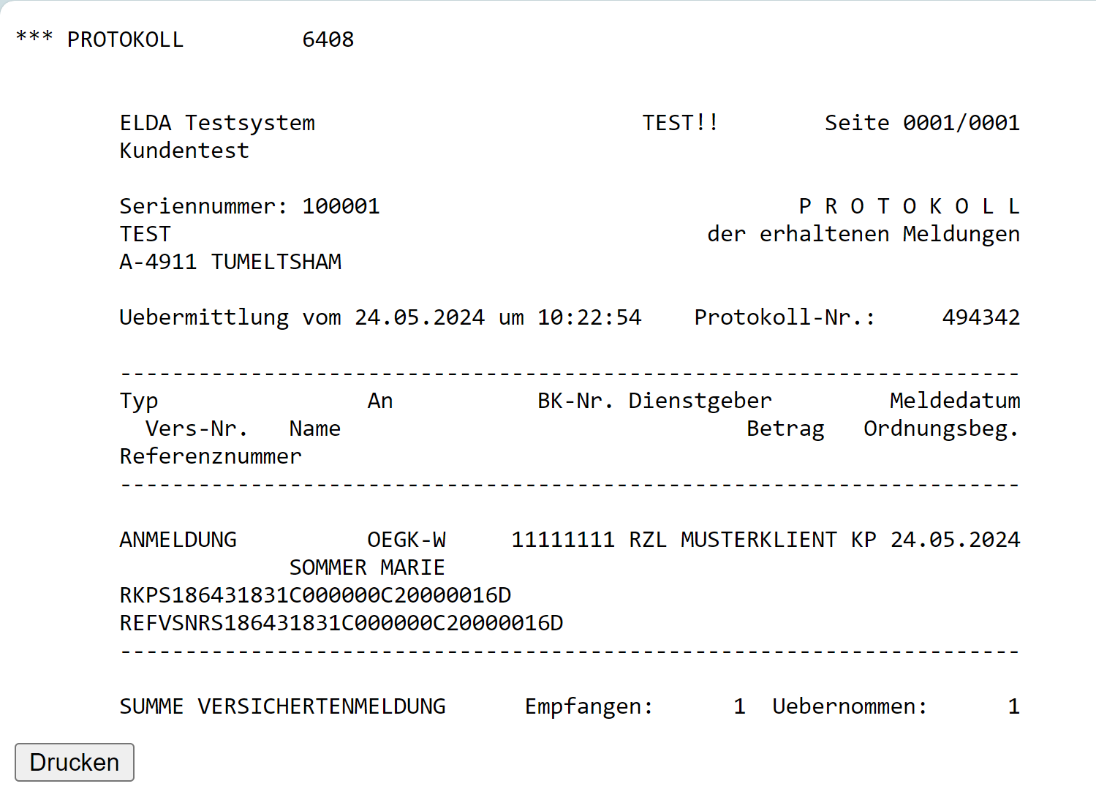 *** PROTOKOLL         6408
ELDA Testsystem                         TEST!!        Seite 0001/0001
Kundentest
Seriennummer: 100001                                P R O T O K O L L
TEST                                         der erhaltenen Meldungen
A-4911 TUMELTSHAM
Uebermittlung vom 24.05.2024 um 10:22:54    Protokoll-Nr.:     494342
---------------------------------------------------------------------
Typ                An           BK-Nr. Dienstgeber         Meldedatum
  Vers-Nr.   Name                               Betrag   Ordnungsbeg.
Referenznummer
---------------------------------------------------------------------
ANMELDUNG          OEGK-W     11111111 RZL MUSTERKLIENT KP 24.05.2024
             SOMMER MARIE
RKPS186431831C000000C20000016D
REFVSNRS186431831C000000C20000016D
---------------------------------------------------------------------
SUMME VERSICHERTENMELDUNG      Empfangen:      1  Uebernommen:      1
Drucken